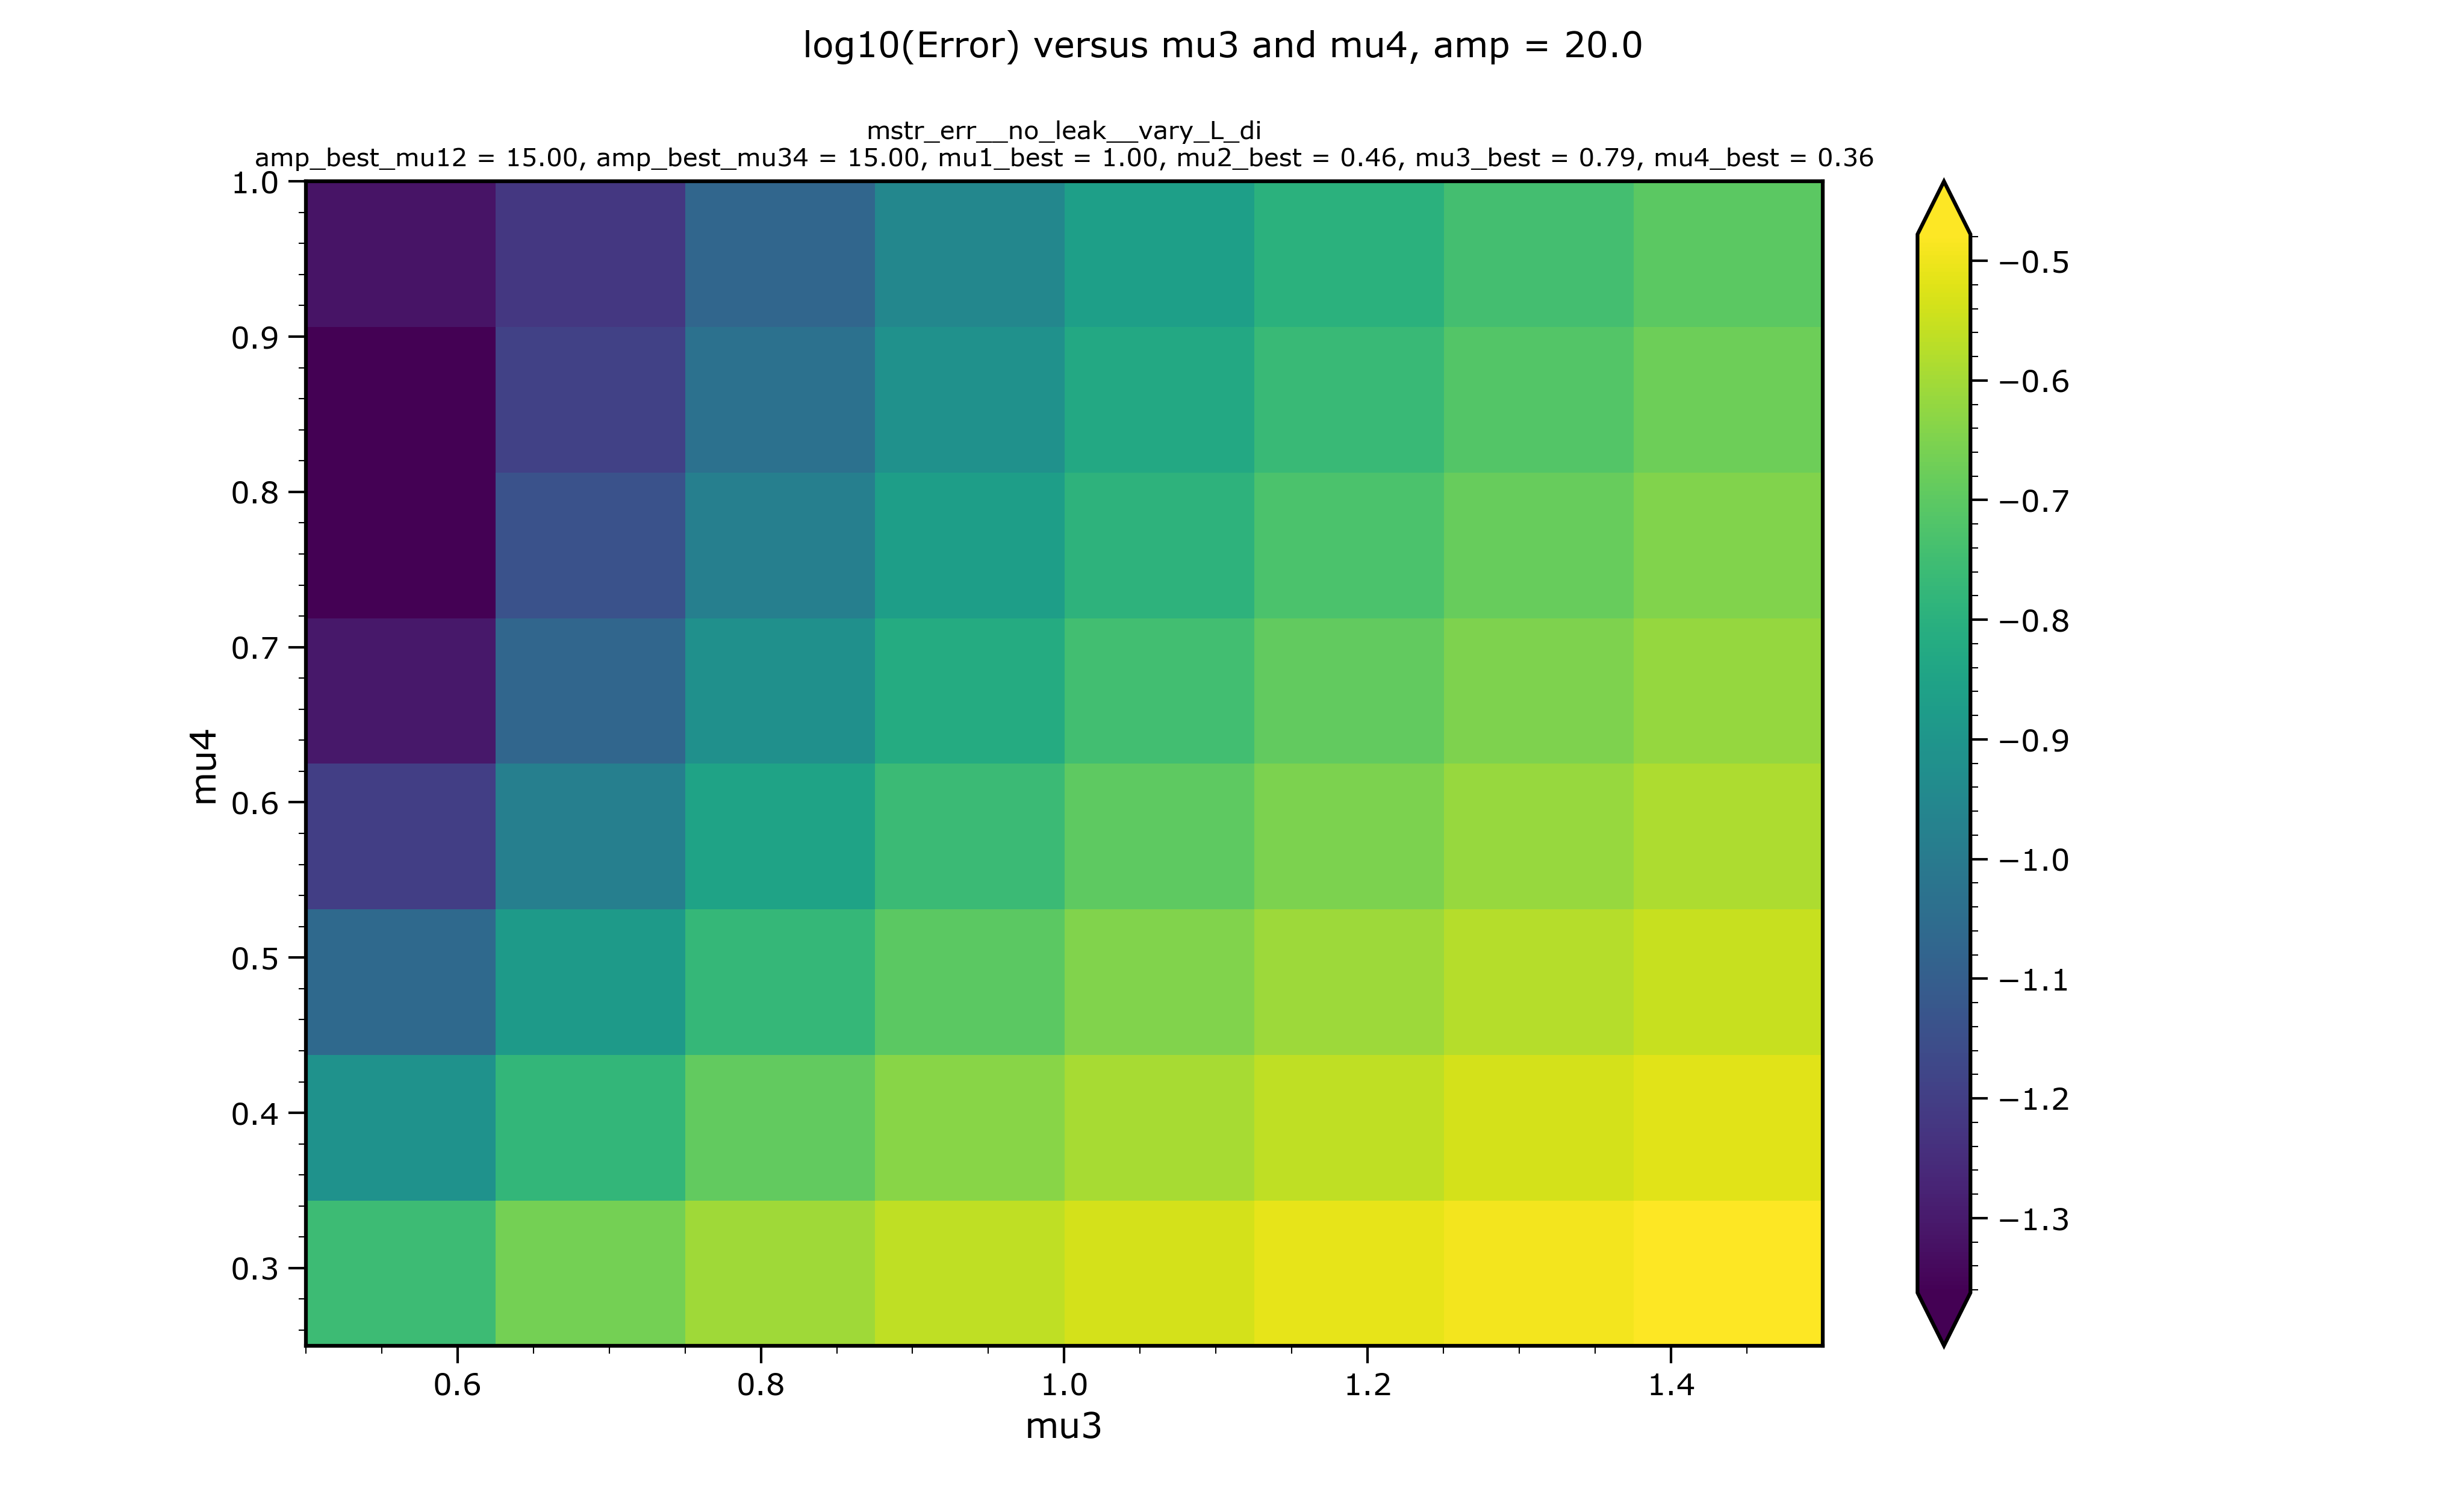 log10(Error) versus mu3 and mu4, amp = 20.0
mstr_err__no_leak__vary_L_di
amp_best_mu12 = 15.00, amp_best_mu34 = 15.00, mu1_best = 1.00, mu2_best = 0.46, mu3_best = 0.79, mu4_best = 0.36
1.0
0.9
0.8
0.7
0.6
0.5
0.4
0.3
mu4
0.6 0.8 1.0 1.2 1.4
mu3
−0.5
−0.6
−0.7
−0.8
−0.9
−1.0
−1.1
−1.2
−1.3